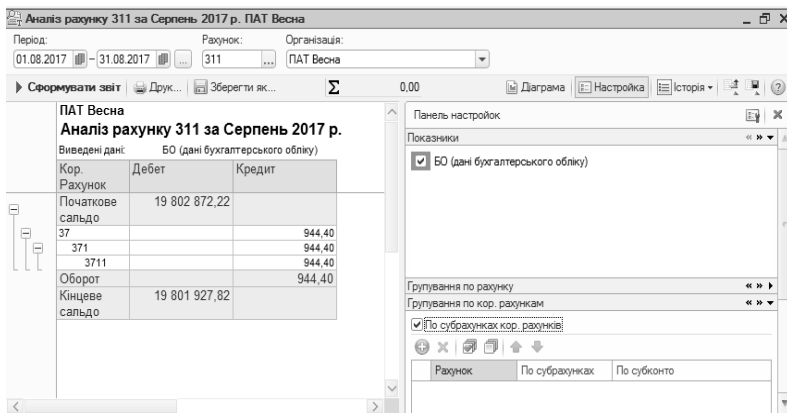 Аналіз рахунку 311 за Серпень 2017 р. ПАТ Весна
Період: Рахунок: Організація:
01.08.2017 – 31.08.2017 ... 311 ... ПАТ Весна
Сформувати звіт Друк... Зберегти як... Σ 0,00 Діаграма Настройка Історія
ПАТ Весна
Аналіз рахунку 311 за Серпень 2017 р.
Виведені дані: БО (дані бухгалтерського обліку)
Кор. Рахунок Дебет Кредит
Початкове сальдо 19 802 872,22
37 944,40
371 944,40
3711 944,40
Оборот 944,40
Кінцеве сальдо 19 801 927,82
Панель настройок
Показники
БО (дані бухгалтерського обліку)
Групування по рахунку
Групування по кор. рахункам
По субрахунках кор. рахунків
Рахунок По субрахунках По субконто